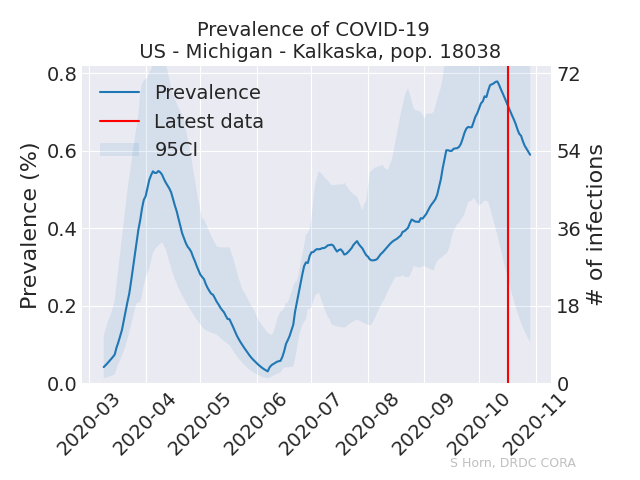 Prevalence of COVID-19
US - Michigan - Kalkaska, pop. 18038
Prevalence
Latest data
95CI
Prevalence (%)
0.8
0.6
0.4
0.2
0.0
# of infections
72
54
36
18
0
2020-03
2020-04
2020-05
2020-06
2020-07
2020-08
2020-09
2020-10
2020-11
S Horn, DRDC CORA